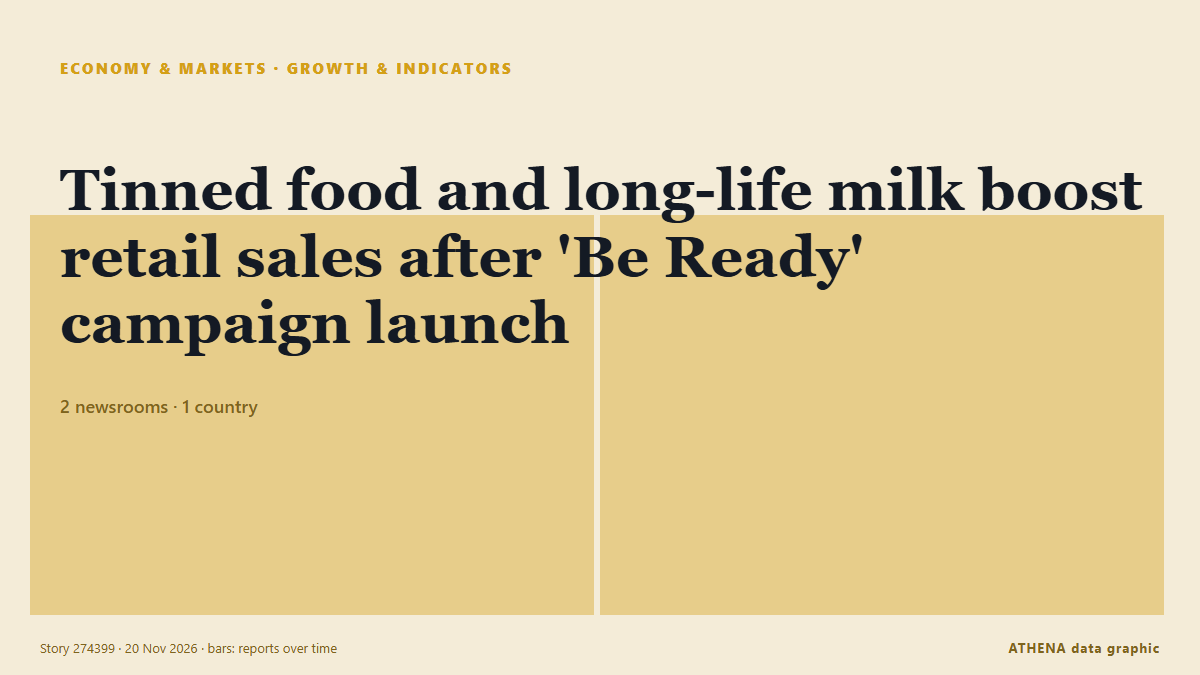 ECONOMY & MARKETS · GROWTH & INDICATORS
Tinned food and long-life milk boost
retail sales after 'Be Ready'
campaign launch
2 newsrooms · 1 country
Story 274399 · 20 Nov 2026 · bars: reports over time
ATHENA data graphic